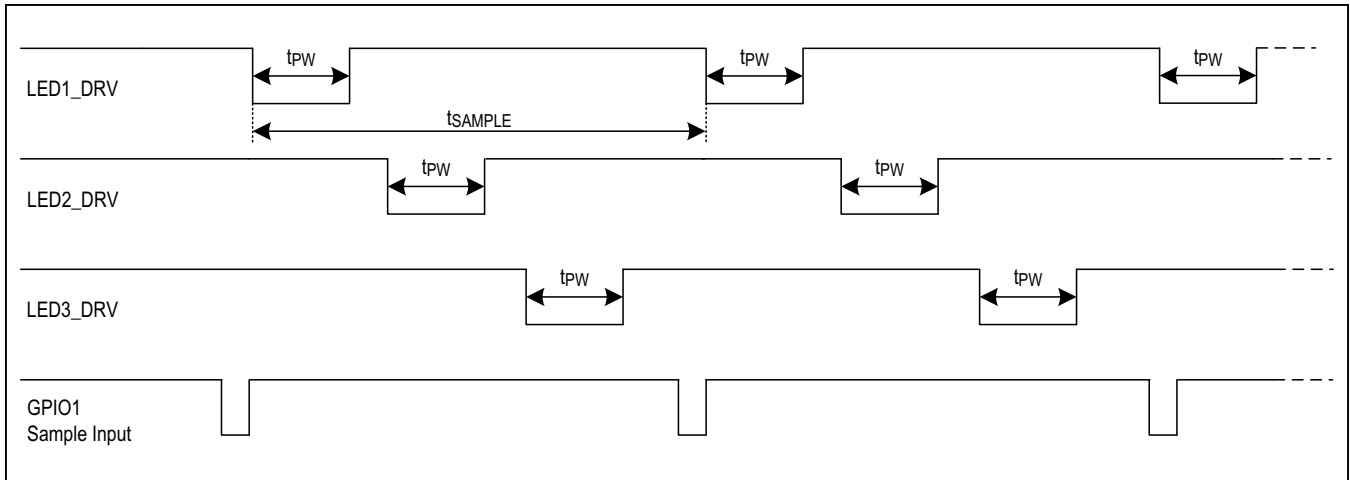 tPW
tPW
tPW
LED1_DRV
tSAMPLE
tPW
tPW
LED2_DRV
tPW
tPW
LED3_DRV
GPIO1
Sample Input